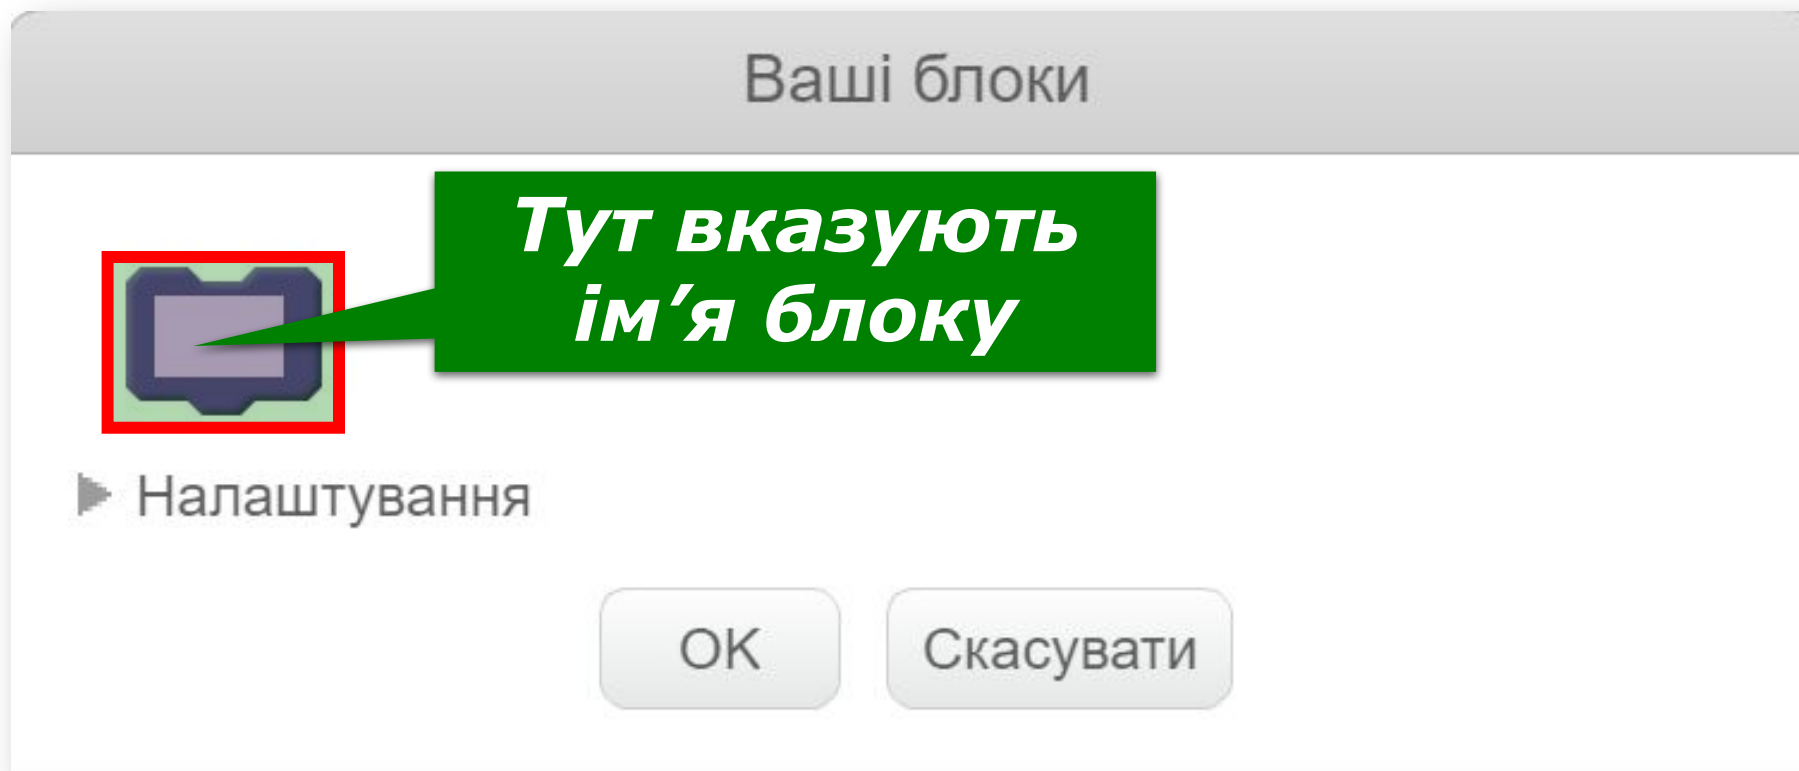 Ваші блоки
Тут вказують
ім’я блоку
Налаштування
OK
Скасувати